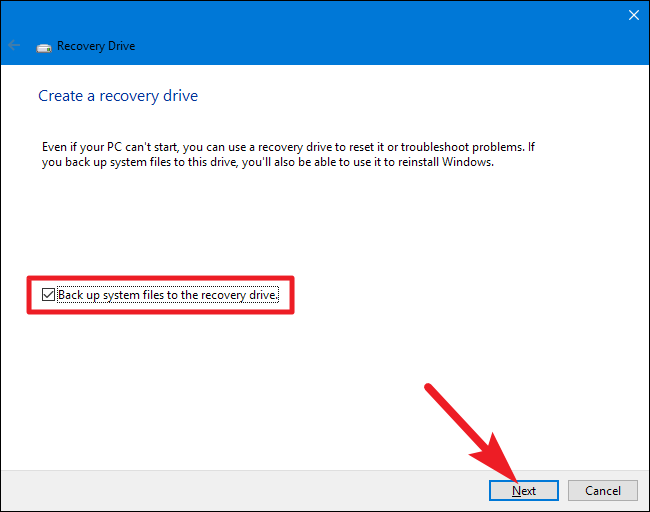 Recovery Drive
Create a recovery drive
Even if your PC can't start, you can use a recovery drive to reset it or troubleshoot problems. If
you back up system files to this drive, you'll also be able to use it to reinstall Windows.
Back up system files to the recovery drive.
Next
Cancel